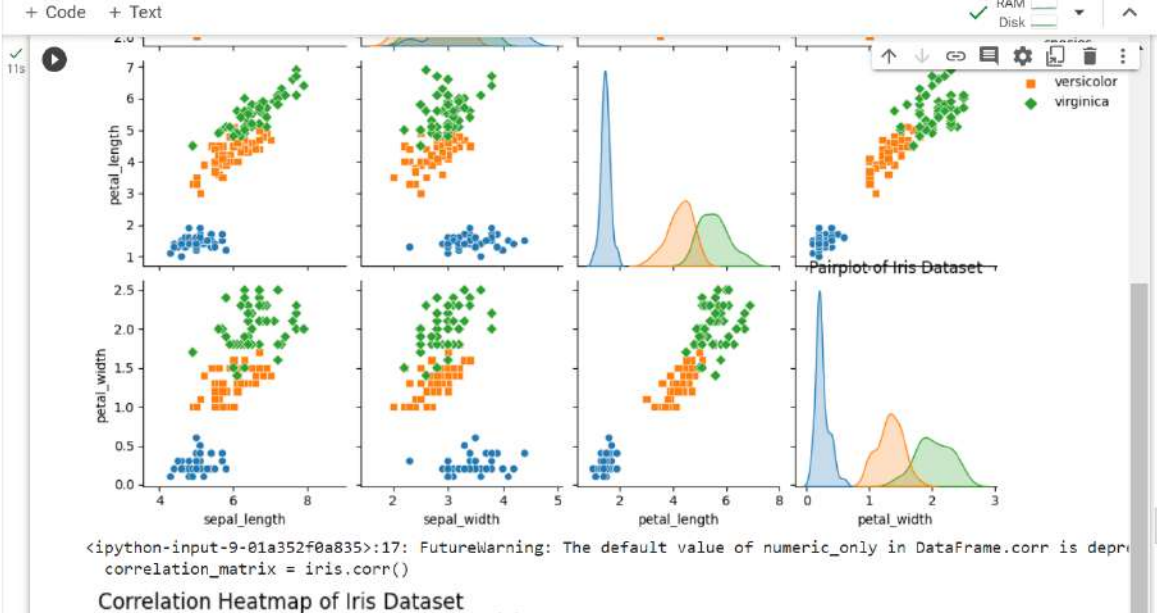 + Code + Text
RAM
Disk
11s
2.0
species
versicolor
virginica
7
6
5
4
3
2
1
petal_length
Pairplot of Iris Dataset
2.5
2.0
1.5
1.0
0.5
0.0
petal_width
4 6 8 2 3 4 5 2 4 6 8 0 1 2 3
sepal_length sepal_width petal_length petal_width
<ipython-input-9-01a352f0a835>:17: FutureWarning: The default value of numeric_only in DataFrame.corr is depre
correlation_matrix = iris.corr()
Correlation Heatmap of Iris Dataset